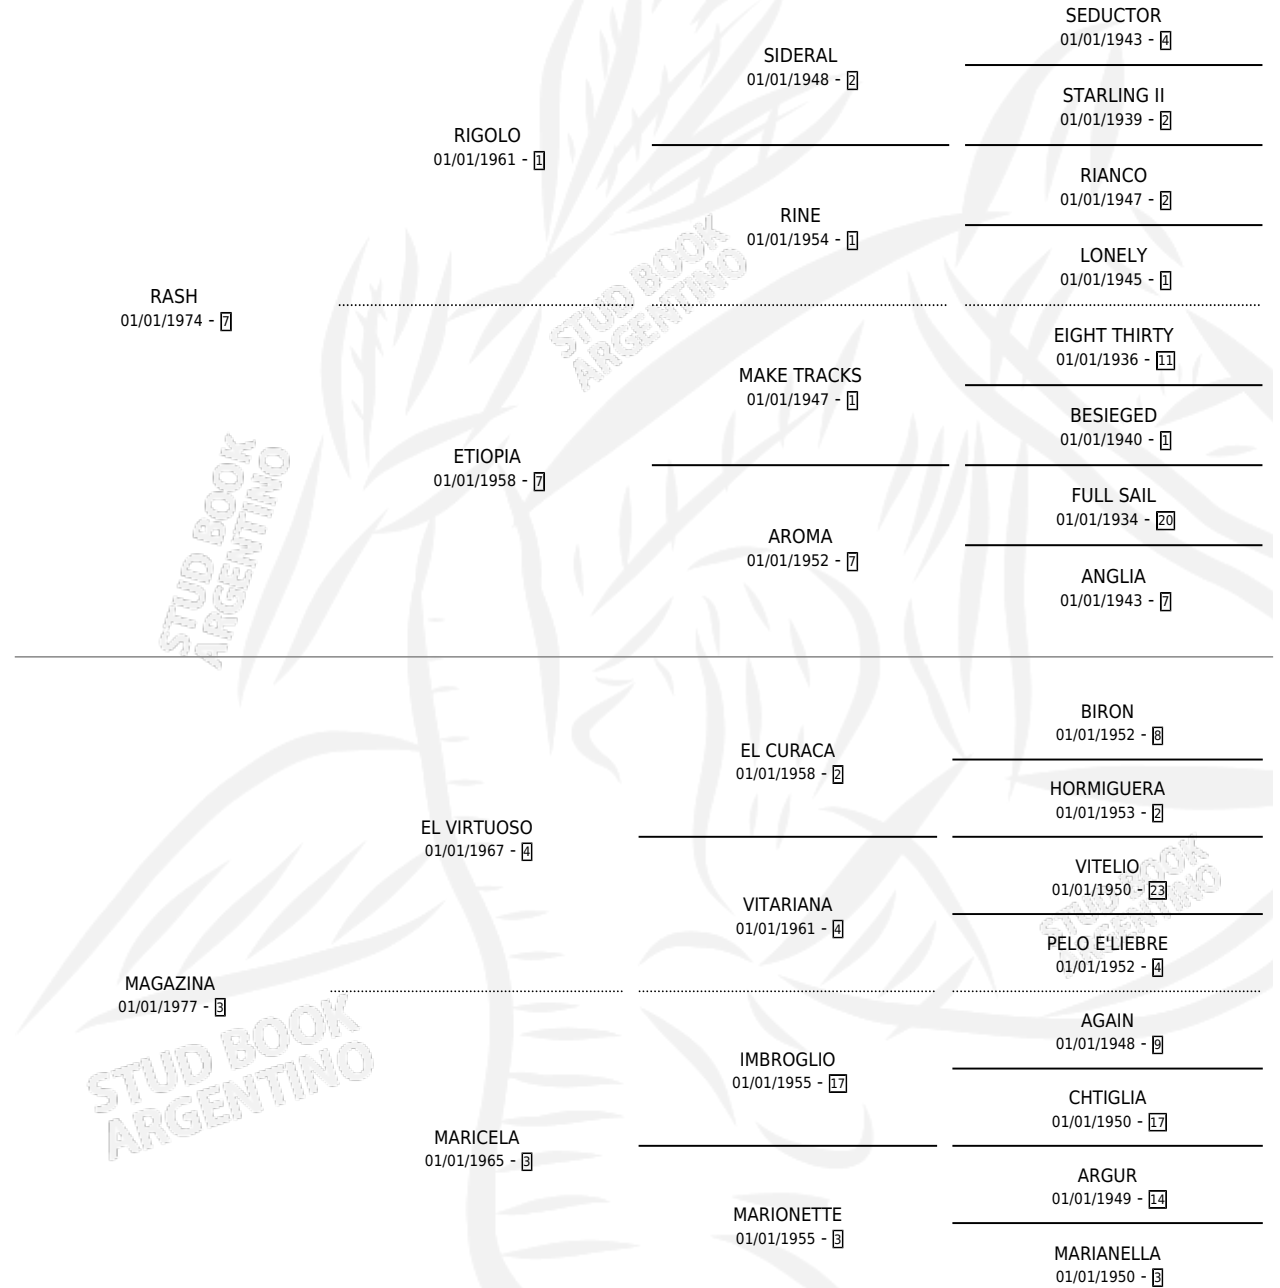 SEDUCTOR
01/01/1943 - 4
SIDERAL
01/01/1948 - 2
STARLING II
01/01/1939 - 2
RIGOLO
01/01/1961 - 1
RIANCO
01/01/1947 - 2
RINE
01/01/1954 - 1
LONELY
01/01/1945 - 1
RASH
01/01/1974 - 7
EIGHT THIRTY
01/01/1936 - 11
MAKE TRACKS
01/01/1947 - 1
BESIEGED
01/01/1940 - 1
ETIOPIA
01/01/1958 - 7
FULL SAIL
01/01/1934 - 20
AROMA
01/01/1952 - 7
ANGLIA
01/01/1943 - 7
STUD BOOK
ARGENTINO
STUD BOOK
ARGENTINO
BIRON
01/01/1952 - 8
EL CURACA
01/01/1958 - 2
HORMIGUERA
01/01/1953 - 2
EL VIRTUOSO
01/01/1967 - 4
VITELIO
01/01/1950 - 23
VITARIANA
01/01/1961 - 4
PELO E'LIEBRE
01/01/1952 - 4
MAGAZINA
01/01/1977 - 3
AGAIN
01/01/1948 - 9
IMBROGLIO
01/01/1955 - 17
CHTIGLIA
01/01/1950 - 17
MARICELA
01/01/1965 - 3
ARGUR
01/01/1949 - 14
MARIONETTE
01/01/1955 - 3
MARIANELLA
01/01/1950 - 3
STUD BOOK
ARGENTINO
STUD BOOK
ARGENTINO